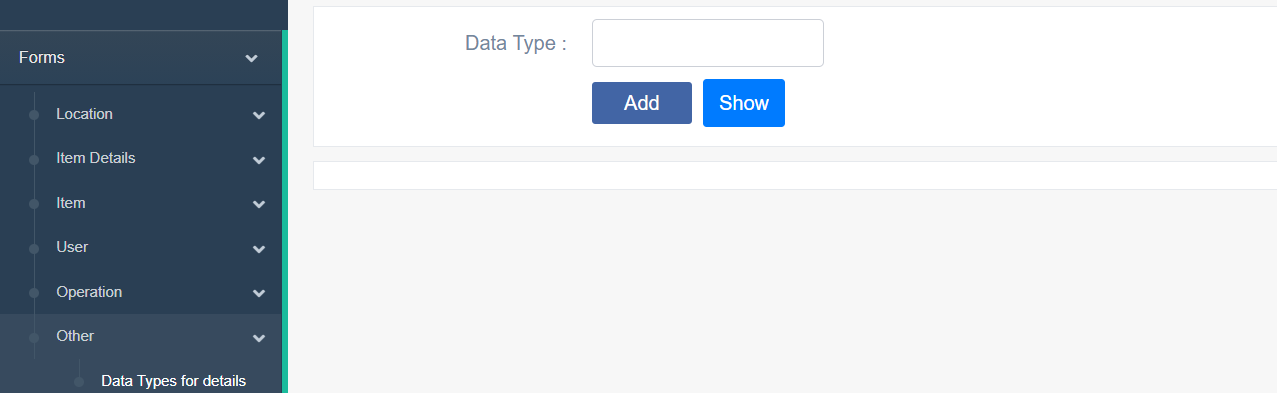 Forms
Location
Item Details
Item
User
Operation
Other
Data Types for details
Data Type :
Add Show